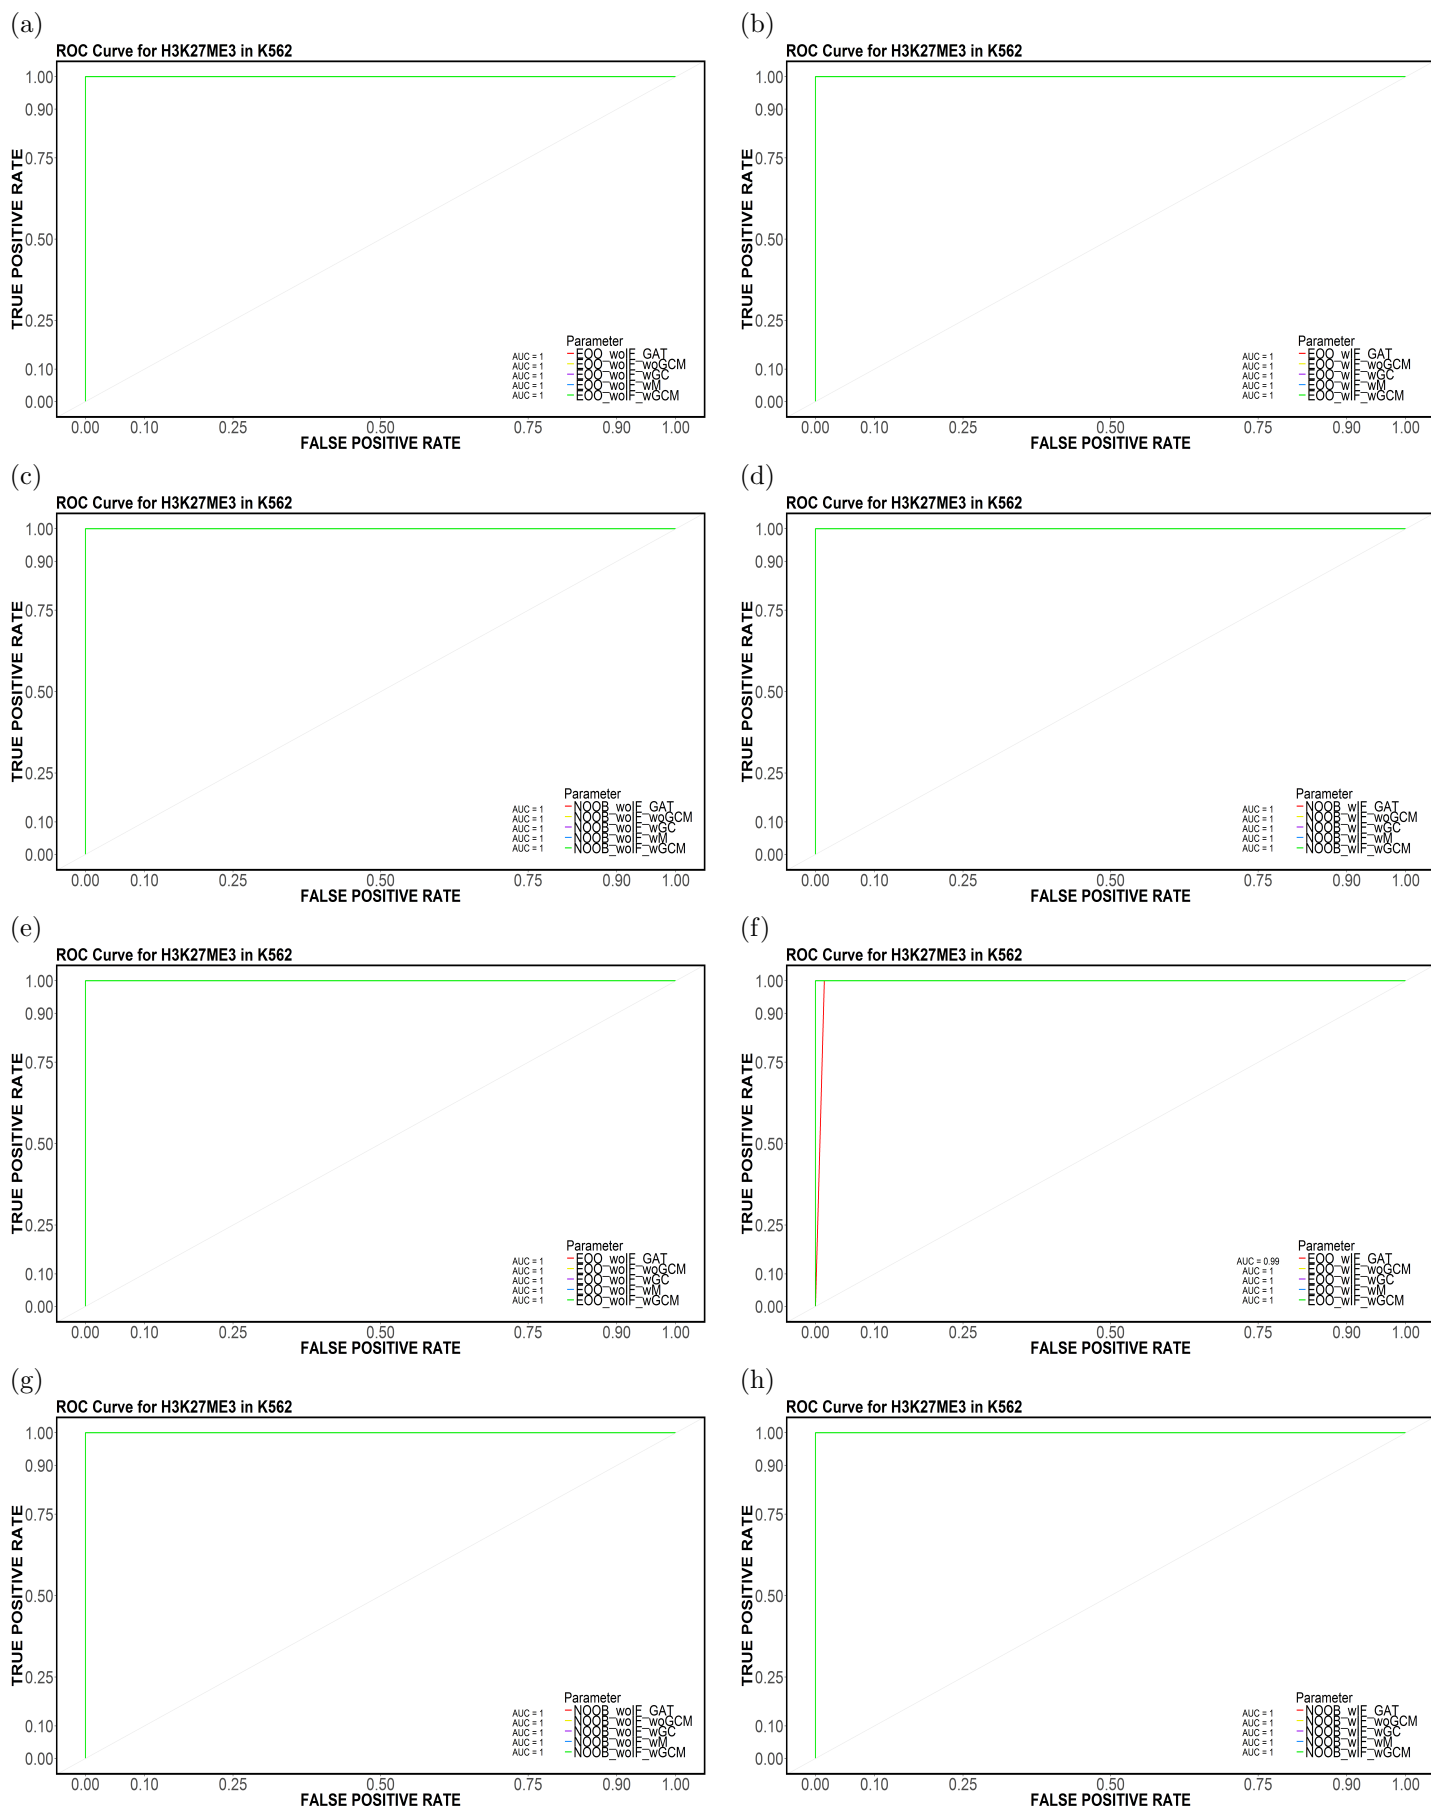 (a)
ROC Curve for H3K27ME3 in K562
TRUE POSITIVE RATE
1.00
0.90
0.75
0.50
0.25
0.10
0.00
Parameter
AUC = 1 EOO_woIF_GAT
AUC = 1 EOO_woIF_woGCM
AUC = 1 EOO_woIF_wGC
AUC = 1 EOO_woIF_wM
AUC = 1 EOO_woIF_wGCM
0.00 0.10 0.25 0.50 0.75 0.90 1.00
FALSE POSITIVE RATE
(b)
ROC Curve for H3K27ME3 in K562
TRUE POSITIVE RATE
1.00
0.90
0.75
0.50
0.25
0.10
0.00
Parameter
AUC = 1 EOO_wIF_GAT
AUC = 1 EOO_wIF_woGCM
AUC = 1 EOO_wIF_wGC
AUC = 1 EOO_wIF_wM
AUC = 1 EOO_wIF_wGCM
0.00 0.10 0.25 0.50 0.75 0.90 1.00
FALSE POSITIVE RATE
(c)
ROC Curve for H3K27ME3 in K562
TRUE POSITIVE RATE
1.00
0.90
0.75
0.50
0.25
0.10
0.00
Parameter
AUC = 1 NOOB_woIF_GAT
AUC = 1 NOOB_woIF_woGCM
AUC = 1 NOOB_woIF_wGC
AUC = 1 NOOB_woIF_wM
AUC = 1 NOOB_woIF_wGCM
0.00 0.10 0.25 0.50 0.75 0.90 1.00
FALSE POSITIVE RATE
(d)
ROC Curve for H3K27ME3 in K562
TRUE POSITIVE RATE
1.00
0.90
0.75
0.50
0.25
0.10
0.00
Parameter
AUC = 1 NOOB_wIF_GAT
AUC = 1 NOOB_wIF_woGCM
AUC = 1 NOOB_wIF_wGC
AUC = 1 NOOB_wIF_wM
AUC = 1 NOOB_wIF_wGCM
0.00 0.10 0.25 0.50 0.75 0.90 1.00
FALSE POSITIVE RATE
(e)
ROC Curve for H3K27ME3 in K562
TRUE POSITIVE RATE
1.00
0.90
0.75
0.50
0.25
0.10
0.00
Parameter
AUC = 1 EOO_woIF_GAT
AUC = 1 EOO_woIF_woGCM
AUC = 1 EOO_woIF_wGC
AUC = 1 EOO_woIF_wM
AUC = 1 EOO_woIF_wGCM
0.00 0.10 0.25 0.50 0.75 0.90 1.00
FALSE POSITIVE RATE
(f)
ROC Curve for H3K27ME3 in K562
TRUE POSITIVE RATE
1.00
0.90
0.75
0.50
0.25
0.10
0.00
Parameter
AUC = 0.99 EOO_wIF_GAT
AUC = 1 EOO_wIF_woGCM
AUC = 1 EOO_wIF_wGC
AUC = 1 EOO_wIF_wM
AUC = 1 EOO_wIF_wGCM
0.00 0.10 0.25 0.50 0.75 0.90 1.00
FALSE POSITIVE RATE
(g)
ROC Curve for H3K27ME3 in K562
TRUE POSITIVE RATE
1.00
0.90
0.75
0.50
0.25
0.10
0.00
Parameter
AUC = 1 NOOB_woIF_GAT
AUC = 1 NOOB_woIF_woGCM
AUC = 1 NOOB_woIF_wGC
AUC = 1 NOOB_woIF_wM
AUC = 1 NOOB_woIF_wGCM
0.00 0.10 0.25 0.50 0.75 0.90 1.00
FALSE POSITIVE RATE
(h)
ROC Curve for H3K27ME3 in K562
TRUE POSITIVE RATE
1.00
0.90
0.75
0.50
0.25
0.10
0.00
Parameter
AUC = 1 NOOB_wIF_GAT
AUC = 1 NOOB_wIF_woGCM
AUC = 1 NOOB_wIF_wGC
AUC = 1 NOOB_wIF_wM
AUC = 1 NOOB_wIF_wGCM
0.00 0.10 0.25 0.50 0.75 0.90 1.00
FALSE POSITIVE RATE